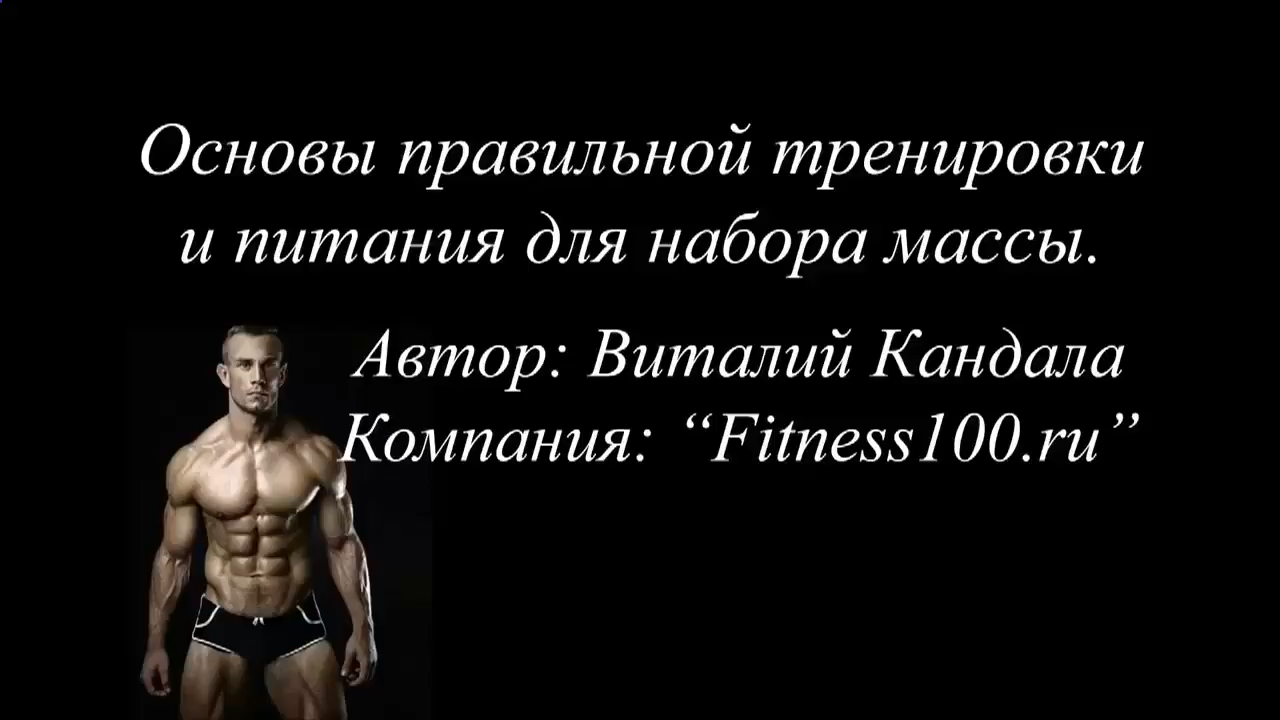 Основы правильной тренировки
и питания для набора массы.
Автор: Виталий Кандала
Компания: “Fitness100.ru”